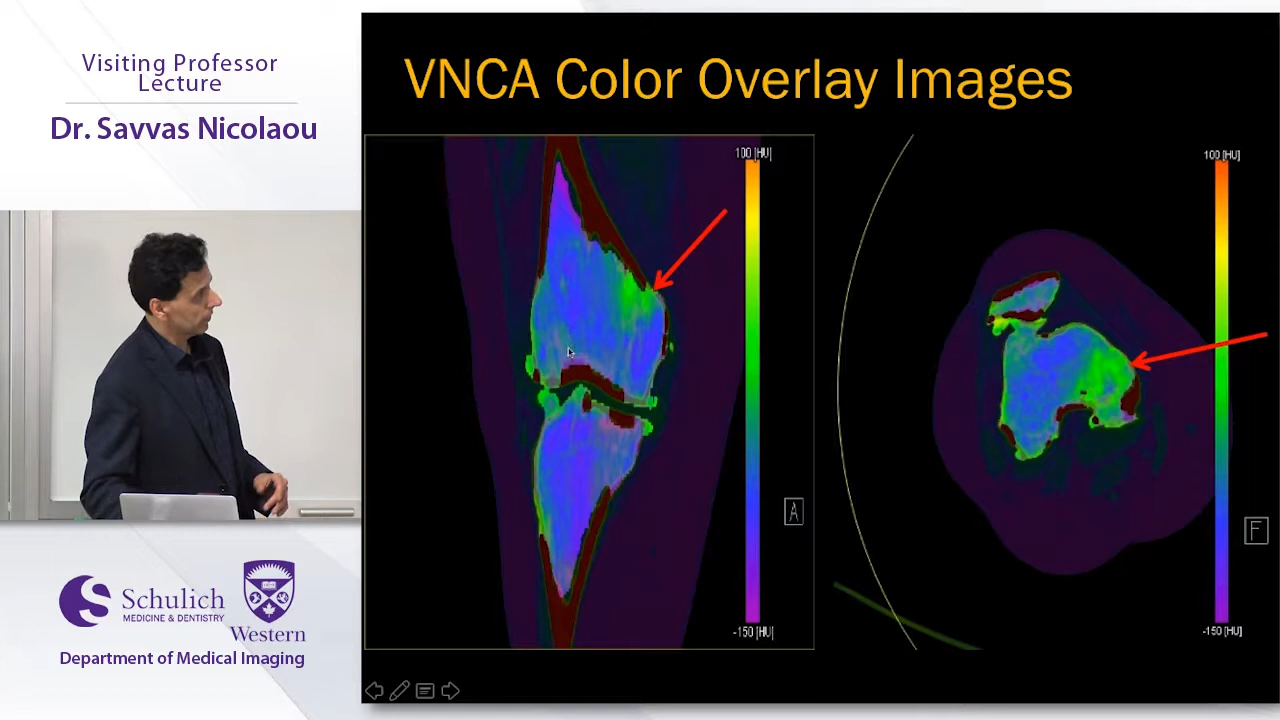 Visiting Professor
Lecture
Dr. Savvas Nicolaou
VNCA Color Overlay Images
100 [HU]
100 [HU]
A
F
-150 [HU]
-150 [HU]
Schulich
MEDICINE & DENTISTRY
Western
Department of Medical Imaging